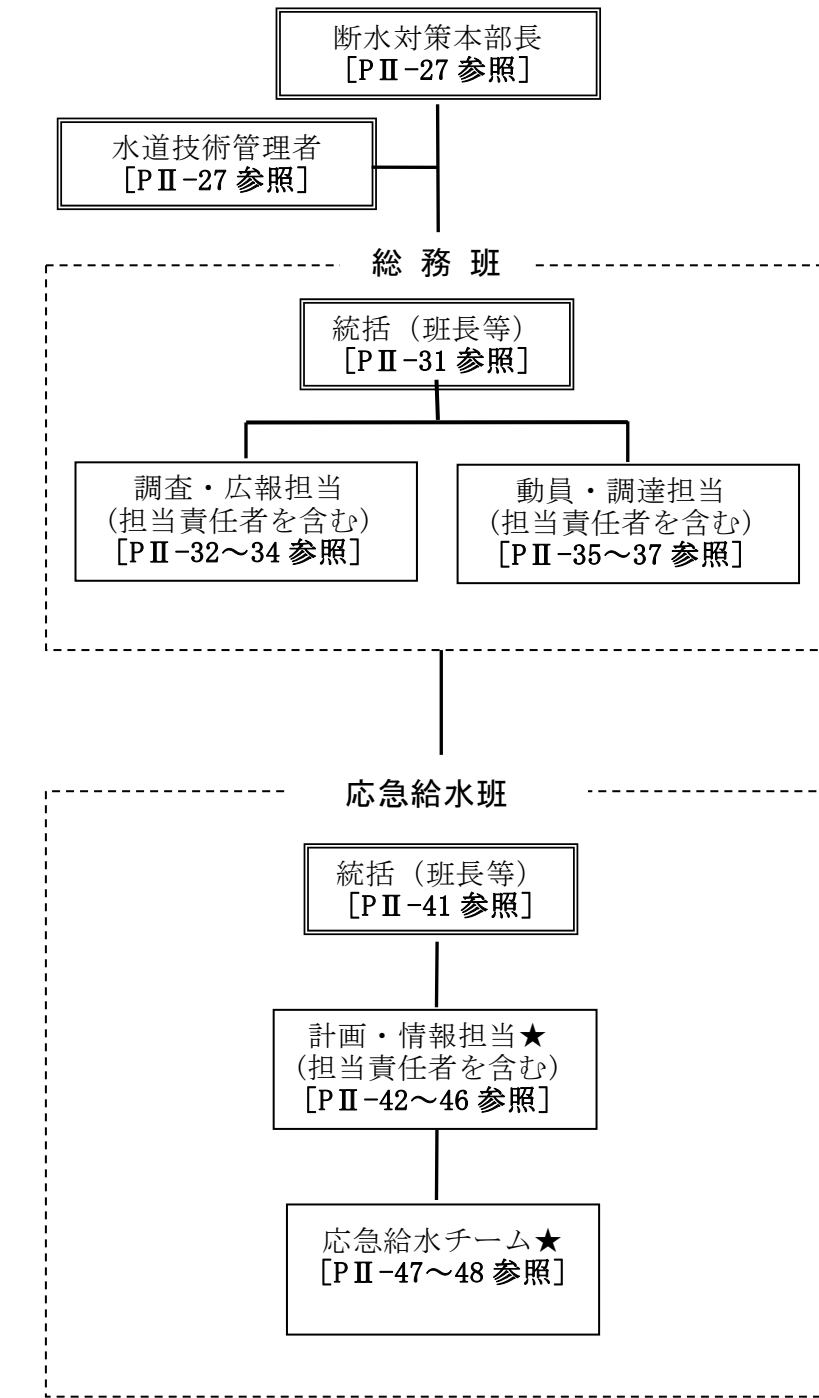 断水対策本部長
[PⅡ-27 参照]
水道技術管理者
[PⅡ-27 参照]
総 務 班
統括（班長等）
[PⅡ-31 参照]
調査・広報担当
(担当責任者を含む)
[PⅡ-32～34 参照]
動員・調達担当
(担当責任者を含む)
[PⅡ-35～37 参照]
応急給水班
統括（班長等）
[PⅡ-41 参照]
計画・情報担当★
(担当責任者を含む)
[PⅡ-42～46 参照]
応急給水チーム★
[PⅡ-47～48 参照]